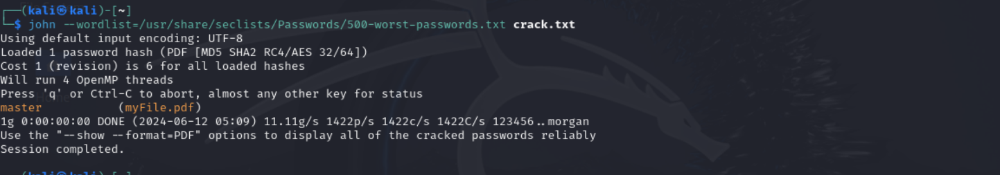 (kali㉿kali)-[~]
$ john --wordlist=/usr/share/seclists/Passwords/500-worst-passwords.txt crack.txt
Using default input encoding: UTF-8
Loaded 1 password hash (PDF [MD5 SHA2 RC4/AES 32/64])
Cost 1 (revision) is 6 for all loaded hashes
Will run 4 OpenMP threads
Press 'q' or Ctrl-C to abort, almost any other key for status
master           (myFile.pdf)
1g 0:00:00:00 DONE (2024-06-12 05:09) 11.11g/s 1422p/s 1422c/s 1422C/s 123456..morgan
Use the "--show --format=PDF" options to display all of the cracked passwords reliably
Session completed.
(kali㉿kali)-[~]